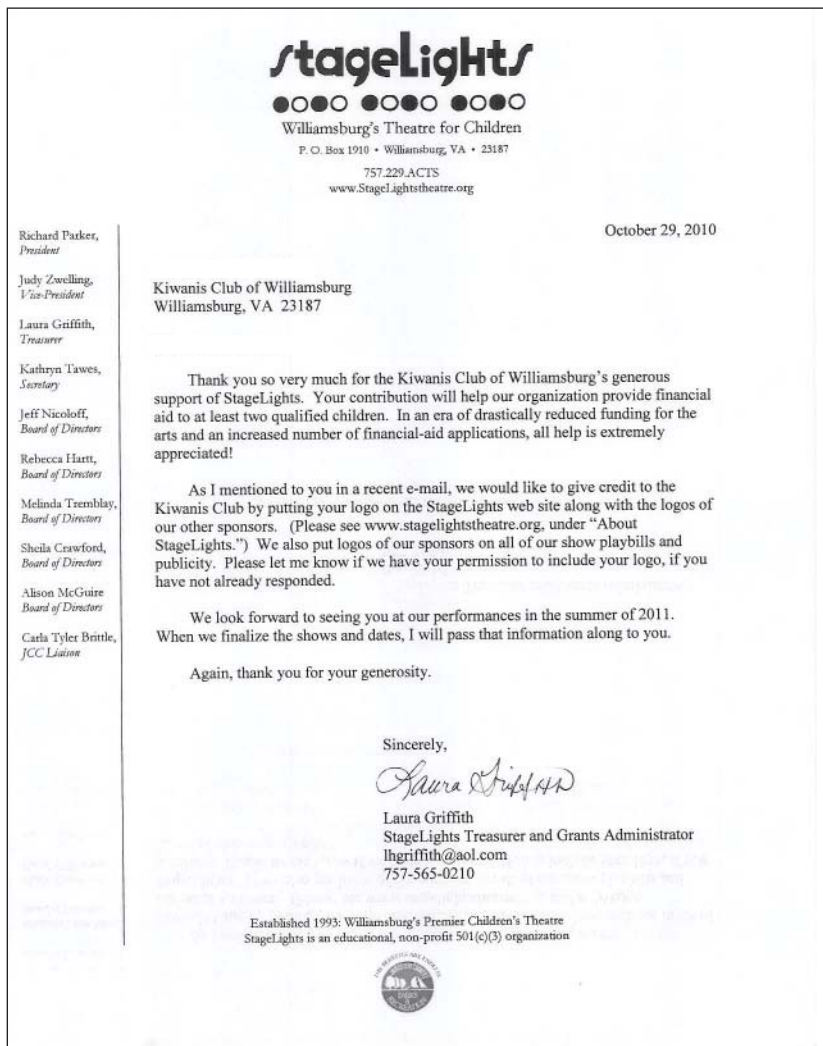 StageLights
Williamsburg's Theatre for Children
P. O. Box 1910 • Williamsburg, VA • 23187
757.229.ACTS
www.StageLightstheatre.org
October 29, 2010
Richard Parker,
President
Judy Zwelling,
Vice-President
Laura Griffith,
Treasurer
Kathryn Tawes,
Secretary
Jeff Nicoloff,
Board of Directors
Rebecca Hartt,
Board of Directors
Melinda Tremblay,
Board of Directors
Sheila Crawford,
Board of Directors
Alison McGuire
Board of Directors
Carla Tyler Brittle,
JCC Liaison
Kiwanis Club of Williamsburg
Williamsburg, VA 23187
Thank you so very much for the Kiwanis Club of Williamsburg's generous
support of StageLights. Your contribution will help our organization provide financial
aid to at least two qualified children. In an era of drastically reduced funding for the
arts and an increased number of financial-aid applications, all help is extremely
appreciated!
As I mentioned to you in a recent e-mail, we would like to give credit to the
Kiwanis Club by putting your logo on the StageLights web site along with the logos of
our other sponsors. (Please see www.stagelightstheatre.org, under “About
StageLights.”) We also put logos of our sponsors on all of our show playbills and
publicity. Please let me know if we have your permission to include your logo, if you
have not already responded.
We look forward to seeing you at our performances in the summer of 2011.
When we finalize the shows and dates, I will pass that information along to you.
Again, thank you for your generosity.
Sincerely,
Laura Griffith
Laura Griffith
StageLights Treasurer and Grants Administrator
lhgriffith@aol.com
757-565-0210
Established 1993: Williamsburg's Premier Children's Theatre
StageLights is an educational, non-profit 501(c)(3) organization